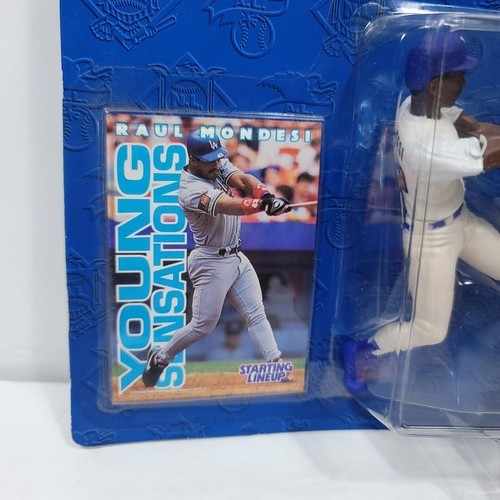 RAUL MONDESI
YOUNG
SENSATIONS
STARTING
LINEUP